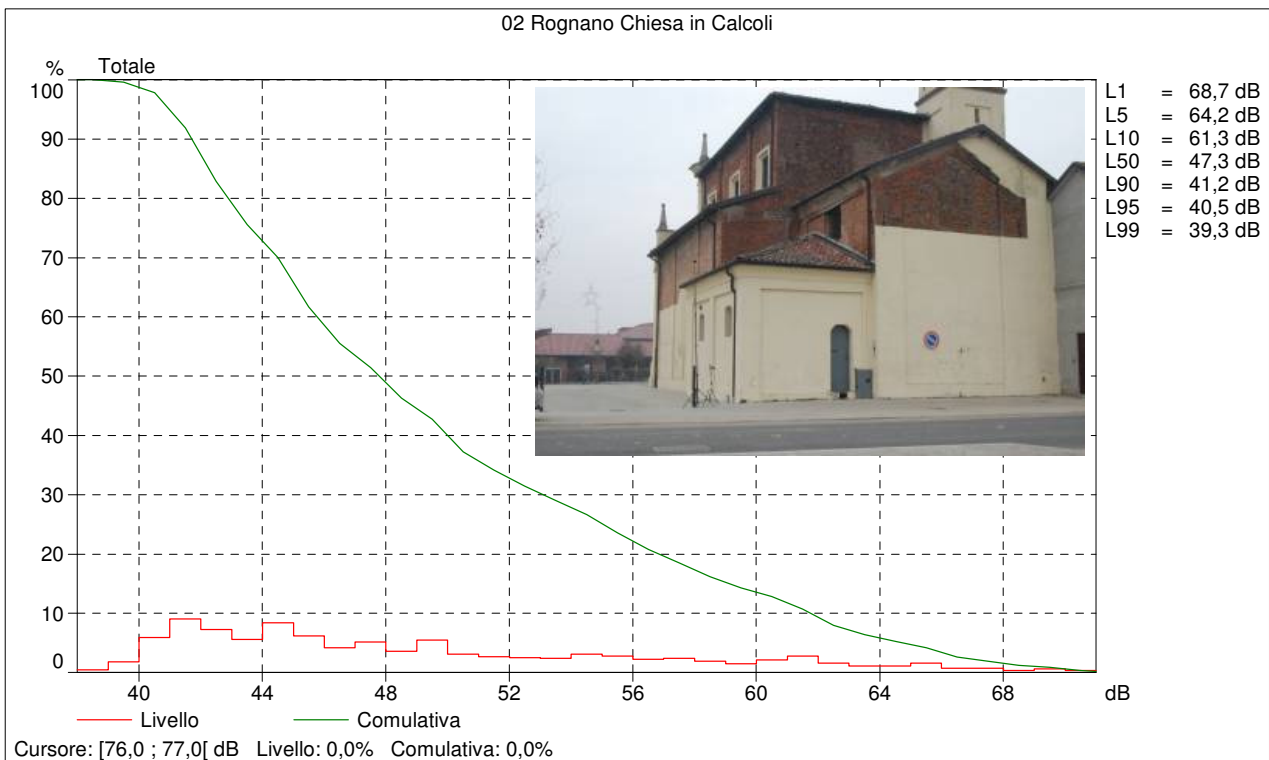 02 Rognano Chiesa in Calcoli
% Totale
L1 = 68,7 dB
L5 = 64,2 dB
L10 = 61,3 dB
L50 = 47,3 dB
L90 = 41,2 dB
L95 = 40,5 dB
L99 = 39,3 dB
100
90
80
70
60
50
40
30
20
10
0
40 44 48 52 56 60 64 68 dB
Livello Comulativa
Cursore: [76,0 ; 77,0[ dB Livello: 0,0% Comulativa: 0,0%